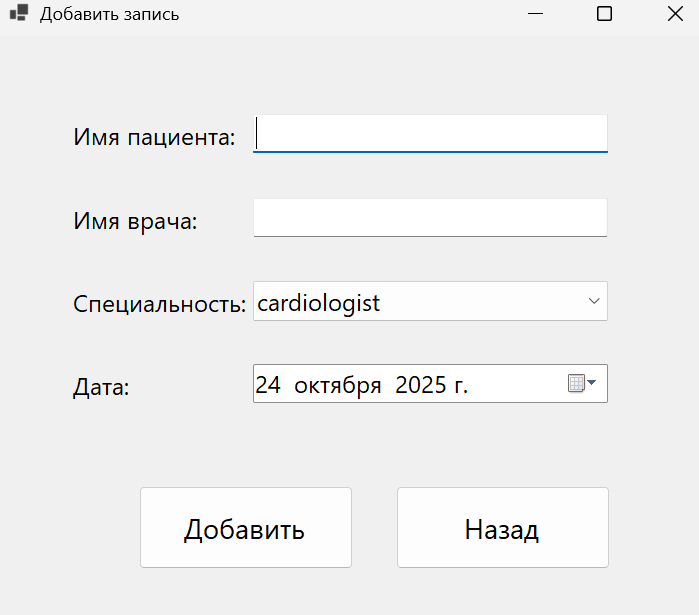 Добавить запись
Имя пациента:
Имя врача:
Специальность: cardiologist
Дата: 24 октября 2025 г.
Добавить Назад